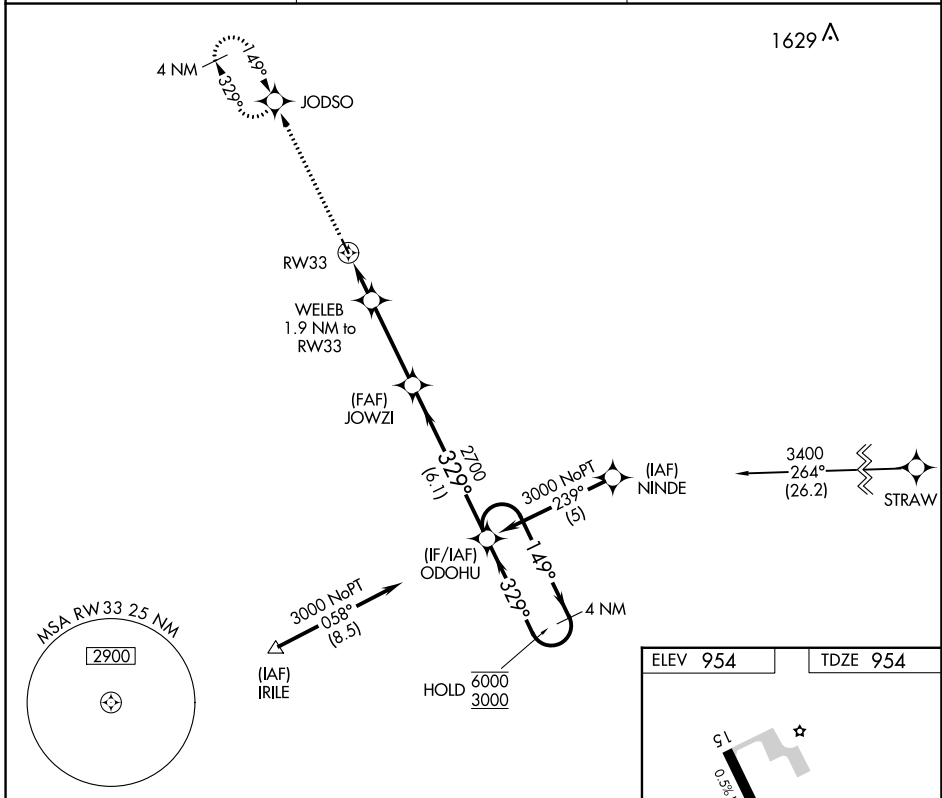 1629
4 NM
149°
329°
JODSO
RW33
WELEB
1.9 NM to
RW33
(FAF)
JOWZI
2700
329°
(6.1)
3000 NoPT
239°
(5)
(IAF)
NINDE
3400
264°
(26.2)
STRAW
(IF/IAF)
ODOHU
149°
329°
4 NM
3000 NoPT
058°
(8.5)
(IAF)
IRILE
HOLD 6000
3000
MSA RW 33 25 NM
2900
ELEV 954
TDZE 954
15
0.5%